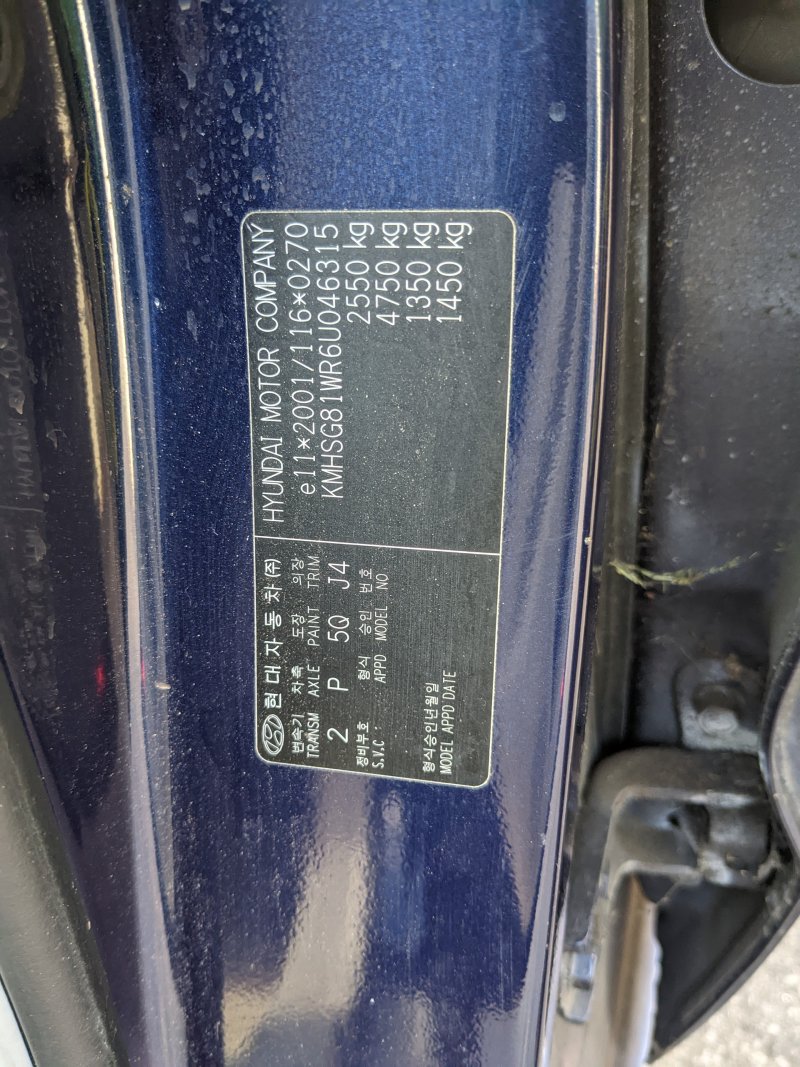 현대자동차(주) HYUNDAI MOTOR COMPANY
변속기 차축 도장 의장
TRANSM AXLE PAINT TRIM
2 P 5Q J4
e11*2001/116*0270
KMHSG81WR6U046315
정비부호 형식 승인 번호
S.V.C APPD MODEL NO
2550 kg
4750 kg
1350 kg
1450 kg
형식승인년월일
MODEL APPD DATE